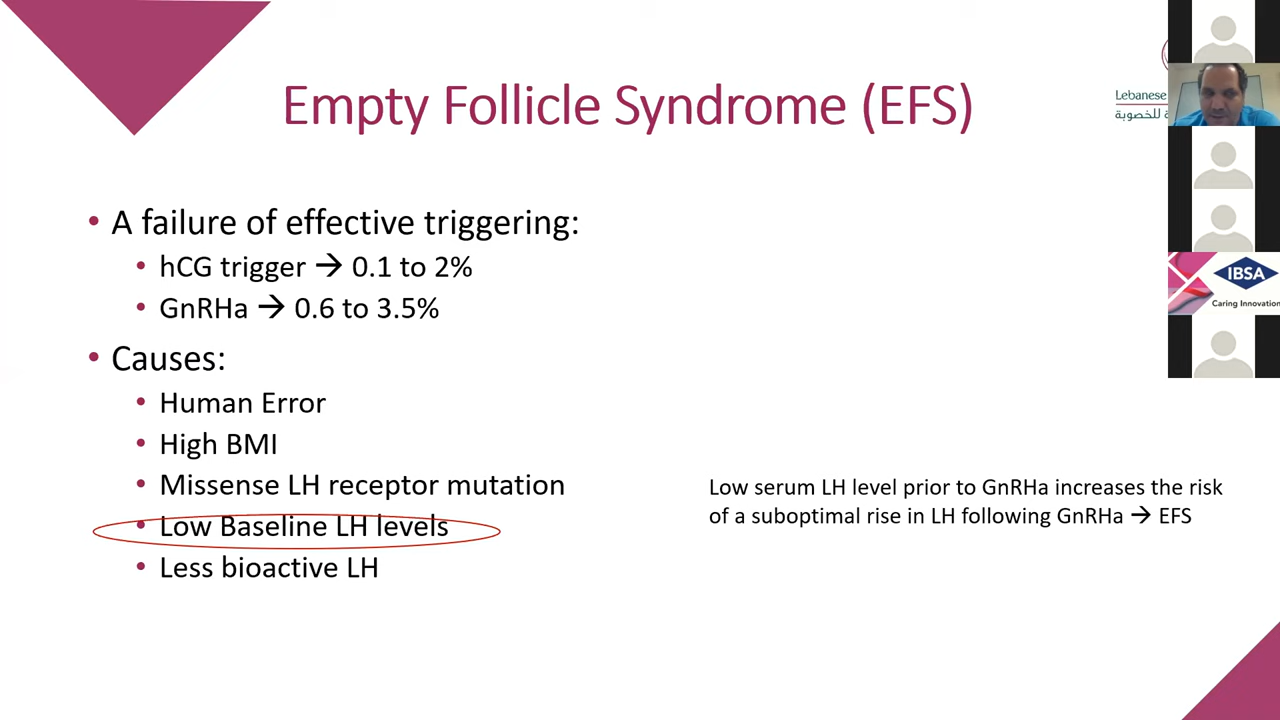 Empty Follicle Syndrome (EFS)
Lebanese
للخصوبة
• A failure of effective triggering:
• hCG trigger → 0.1 to 2%
• GnRHa → 0.6 to 3.5%
• Causes:
• Human Error
• High BMI
• Missense LH receptor mutation
• Low Baseline LH levels
• Less bioactive LH
Low serum LH level prior to GnRHa increases the risk
of a suboptimal rise in LH following GnRHa → EFS
IBSA
Caring Innovation